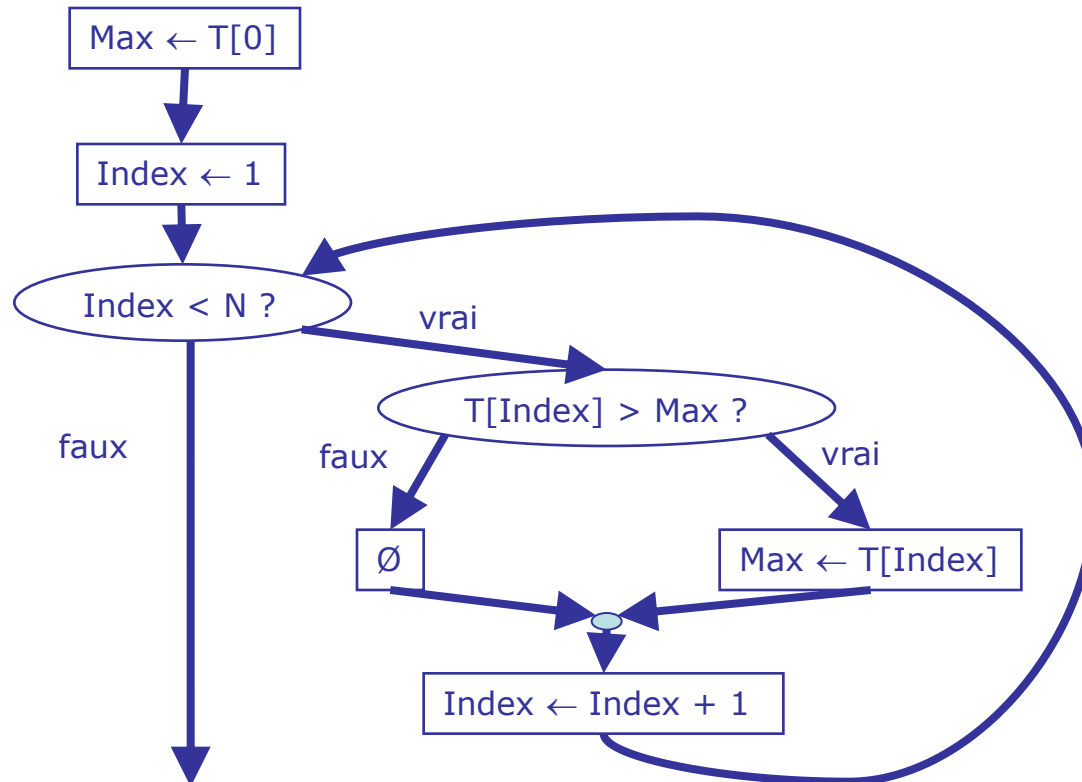 Max ← T[0]
Index ← 1
Index < N ?
vrai
T[Index] > Max ?
faux
faux
vrai
Ø
Max ← T[Index]
Index ← Index + 1